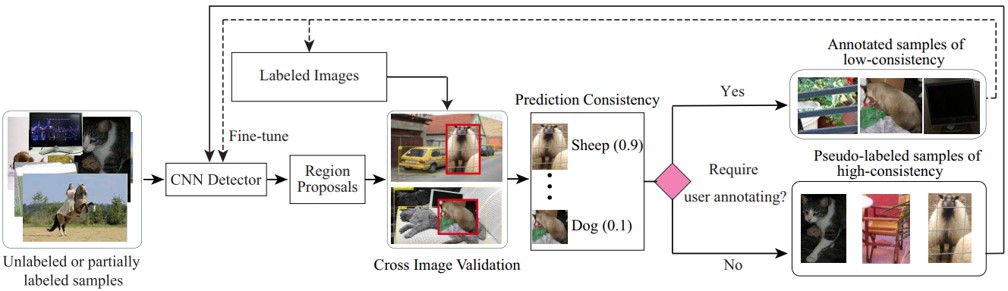 Annotated samples of
low-consistency
Labeled Images
Prediction Consistency
Yes
Fine-tune
Sheep (0.9)
CNN Detector
Region
Proposals
Require
user annotating?
Pseudo-labeled samples of
high-consistency
Dog (0.1)
Unlabeled or partially
labeled samples
Cross Image Validation
No